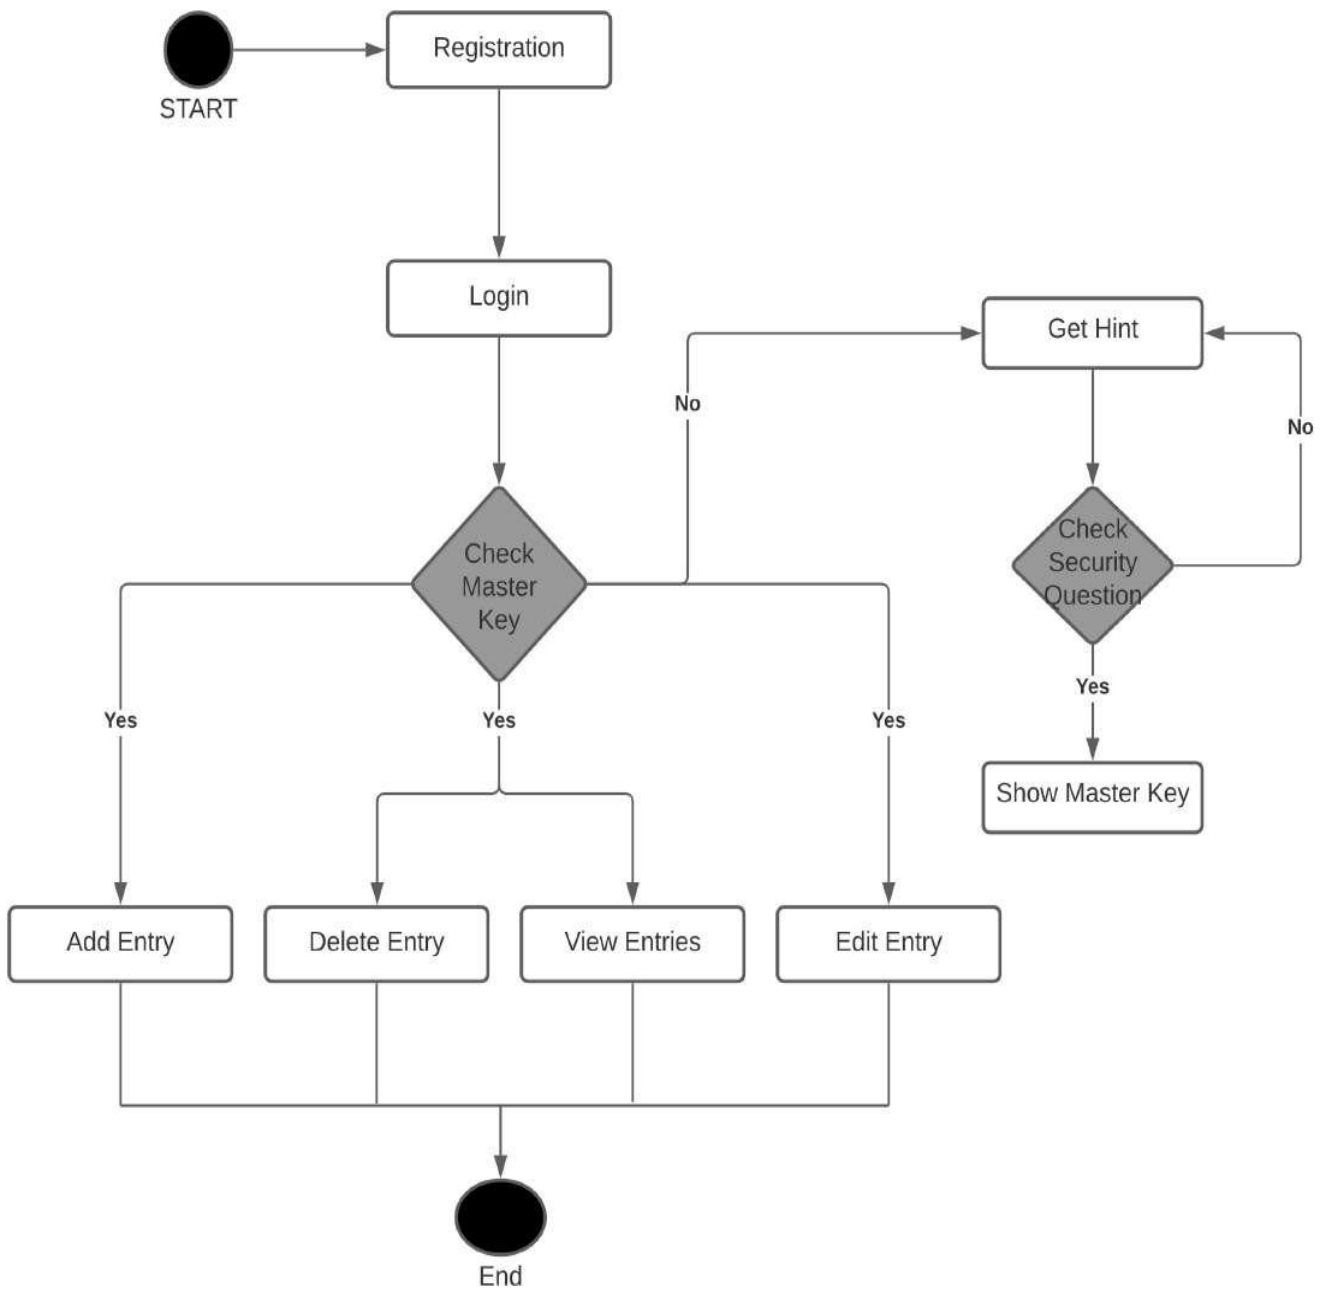 START
Registration
Login
Get Hint
No
No
Check
Master
Key
Check
Security
Question
Yes
Yes
Yes
Yes
Show Master Key
Add Entry
Delete Entry
View Entries
Edit Entry
End